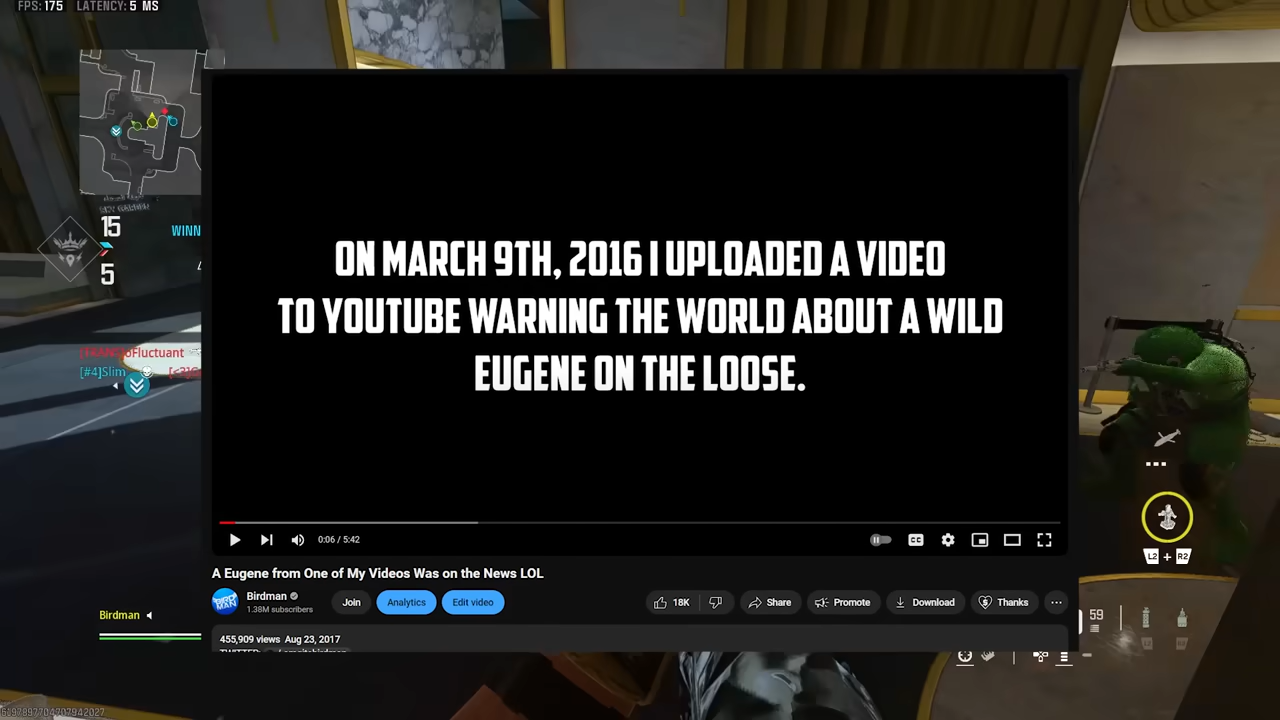 FPS: 175 LATENCY: 5 MS
15
WINN
5
ON MARCH 9TH, 2016 I UPLOADED A VIDEO
TO YOUTUBE WARNING THE WORLD ABOUT A WILD
EUGENE ON THE LOOSE.
[#4]Slim
0:06 / 5:42
CC
L2 + R2
A Eugene from One of My Videos Was on the News LOL
Birdman
1.38M subscribers
Join
Analytics
Edit video
18K
Share
Promote
Download
Thanks
Birdman
59
455,909 views Aug 23, 2017